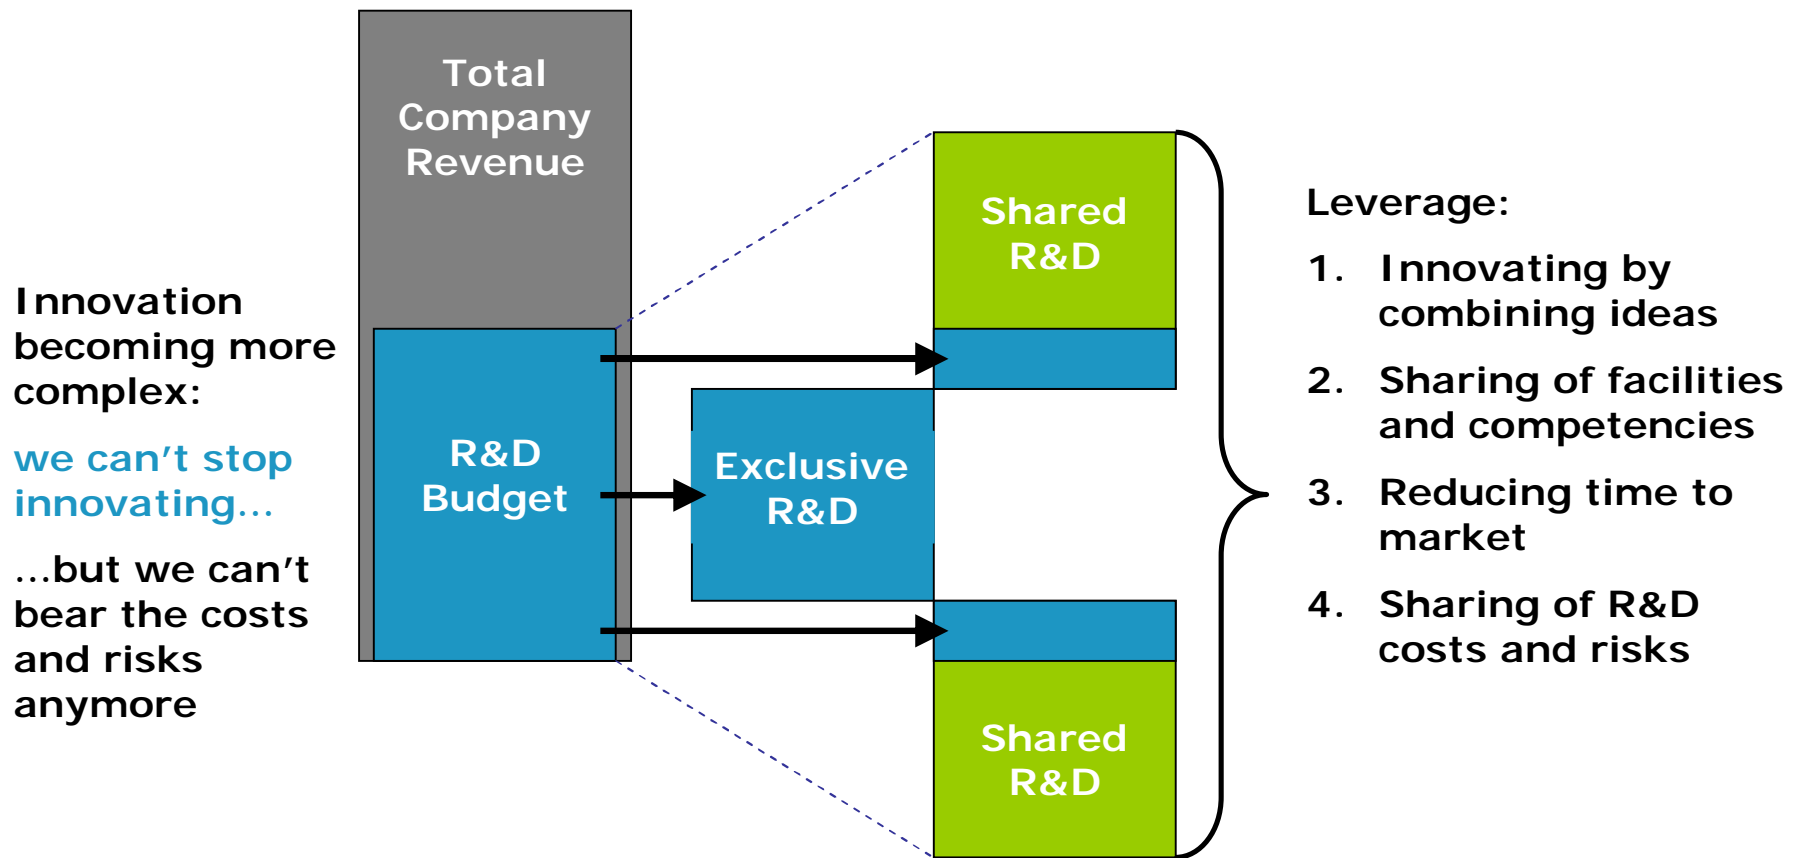 Total
Company
Revenue
Innovation
becoming more
complex:
we can't stop
innovating...
...but we can't
bear the costs
and risks
anymore
R&D
Budget
Exclusive
R&D
Shared
R&D
Shared
R&D
Leverage:
1. Innovating by
combining ideas
2. Sharing of facilities
and competencies
3. Reducing time to
market
4. Sharing of R&D
costs and risks